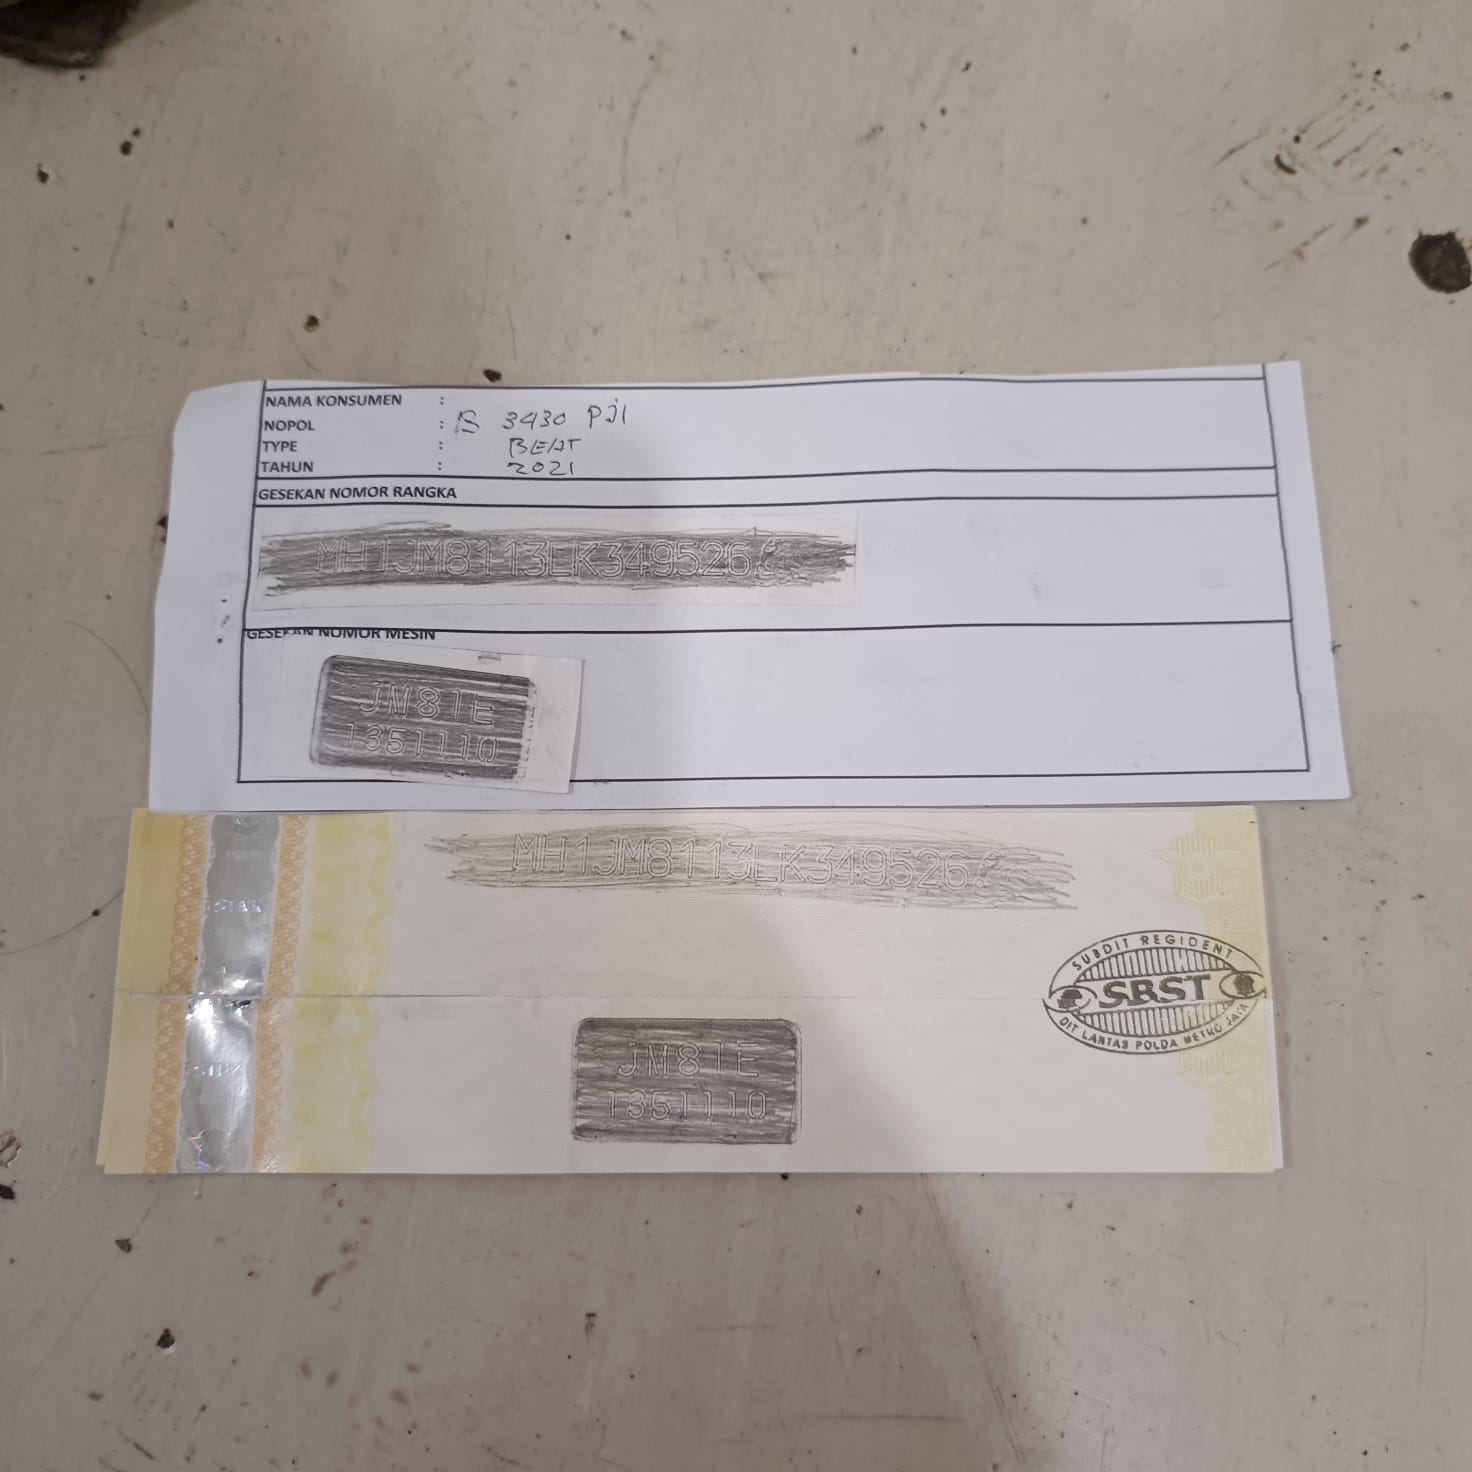 NAMA KONSUMEN :
NOPOL : B 3430 PJI
TYPE : BEAT
TAHUN : 2021
GESEKAN NOMOR RANGKA
MH1JM8113LK349526
GESEKAN NOMOR MESIN
JM81E
1351110
MH1JM8113LK349526
SUBDIT REGIDENT
SBST
DIT LANTAS POLDA METRO JAYA
JM81E
1351110